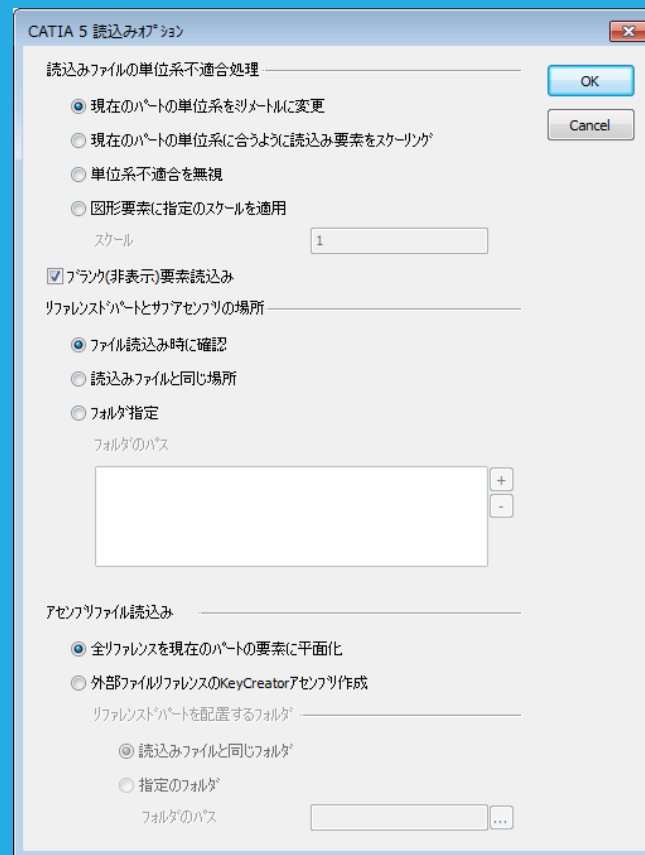 CATIA 5 読込みｵﾌﾟｼｮﾝ
読込みファイルの単位系不適合処理
OK
現在のﾊﾟｰﾄの単位系をﾐﾘﾒｰﾄﾙに変更
現在のﾊﾟｰﾄの単位系に合うように読込み要素をｽｹｰﾘﾝｸﾞ
Cancel
単位系不適合を無視
図形要素に指定のｽｹｰﾙを適用
ｽｹｰﾙ
1
ﾌﾞﾗﾝｸ(非表示)要素読込み
ﾘﾌｧﾚﾝｽﾄﾞﾊﾟｰﾄとｻﾌﾞｱｾﾝﾌﾞﾘの場所
ﾌｧｲﾙ読込み時に確認
読込みﾌｧｲﾙと同じ場所
ﾌｫﾙﾀﾞ指定
ﾌｫﾙﾀﾞのﾊﾟｽ
+
-
ｱｾﾝﾌﾞﾘﾌｧｲﾙ読込み
全ﾘﾌｧﾚﾝｽを現在のﾊﾟｰﾄの要素に平面化
外部ﾌｧｲﾙﾘﾌｧﾚﾝｽのKeyCreatorｱｾﾝﾌﾞﾘ作成
ﾘﾌｧﾚﾝｽﾄﾞﾊﾟｰﾄを配置するﾌｫﾙﾀﾞ
読込みﾌｧｲﾙと同じﾌｫﾙﾀﾞ
指定のﾌｫﾙﾀﾞ
ﾌｫﾙﾀﾞのﾊﾟｽ
...